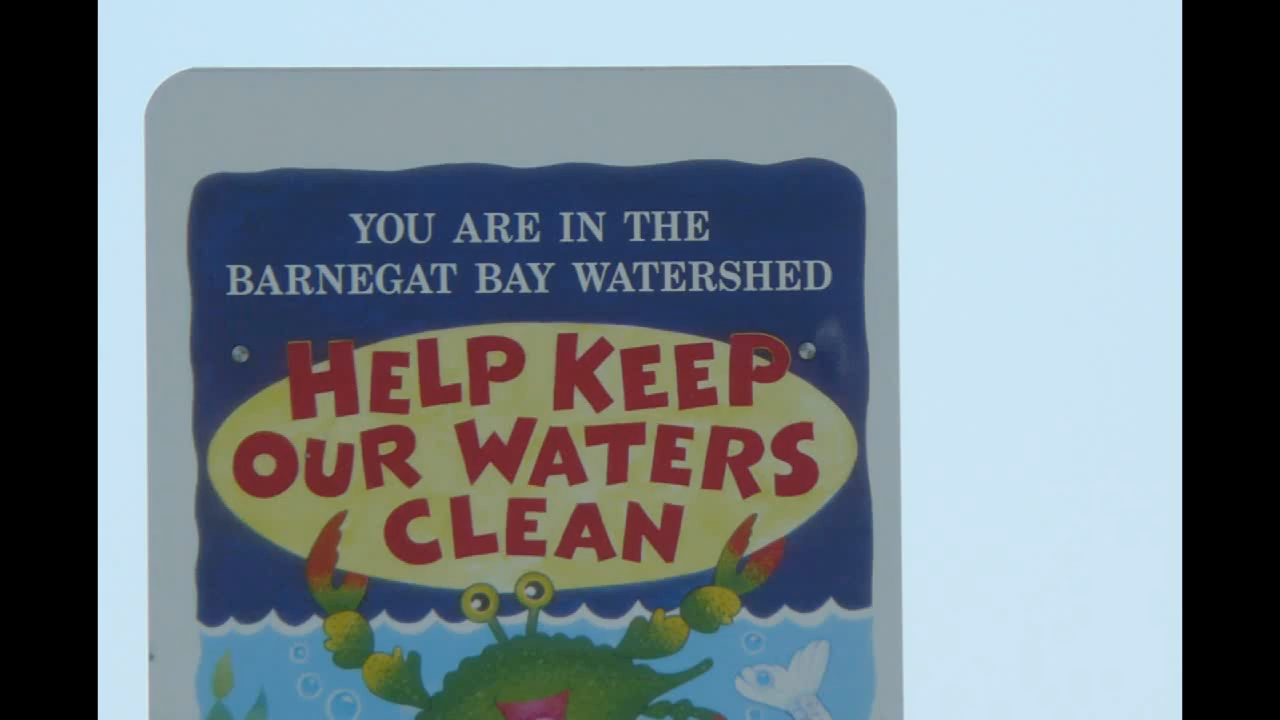 YOU ARE IN THE
BARNEGAT BAY WATERSHED
HELP KEEP
OUR WATERS
CLEAN